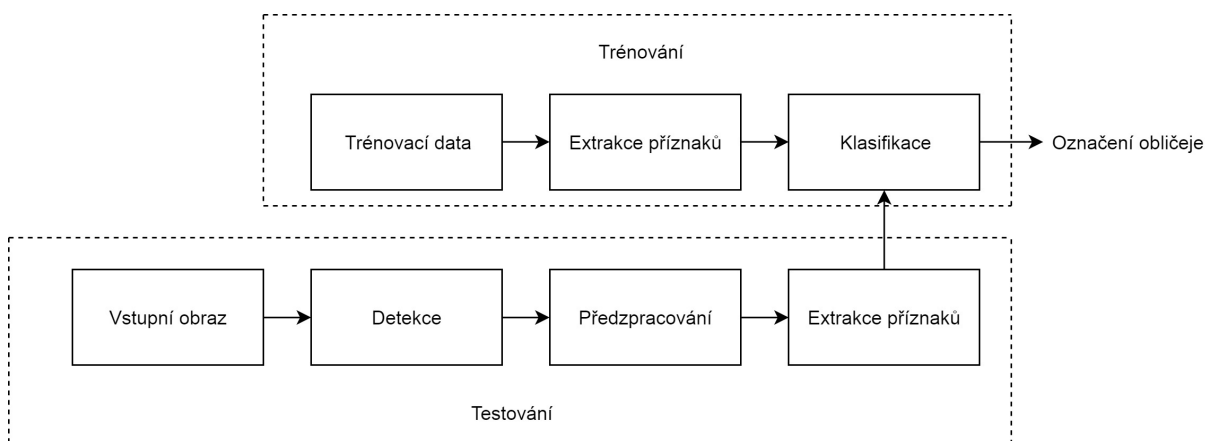 Trénování
Trénovací data
Extrakce příznaků
Klasifikace
Označení obličeje
Vstupní obraz
Detekce
Předzpracování
Extrakce příznaků
Testování